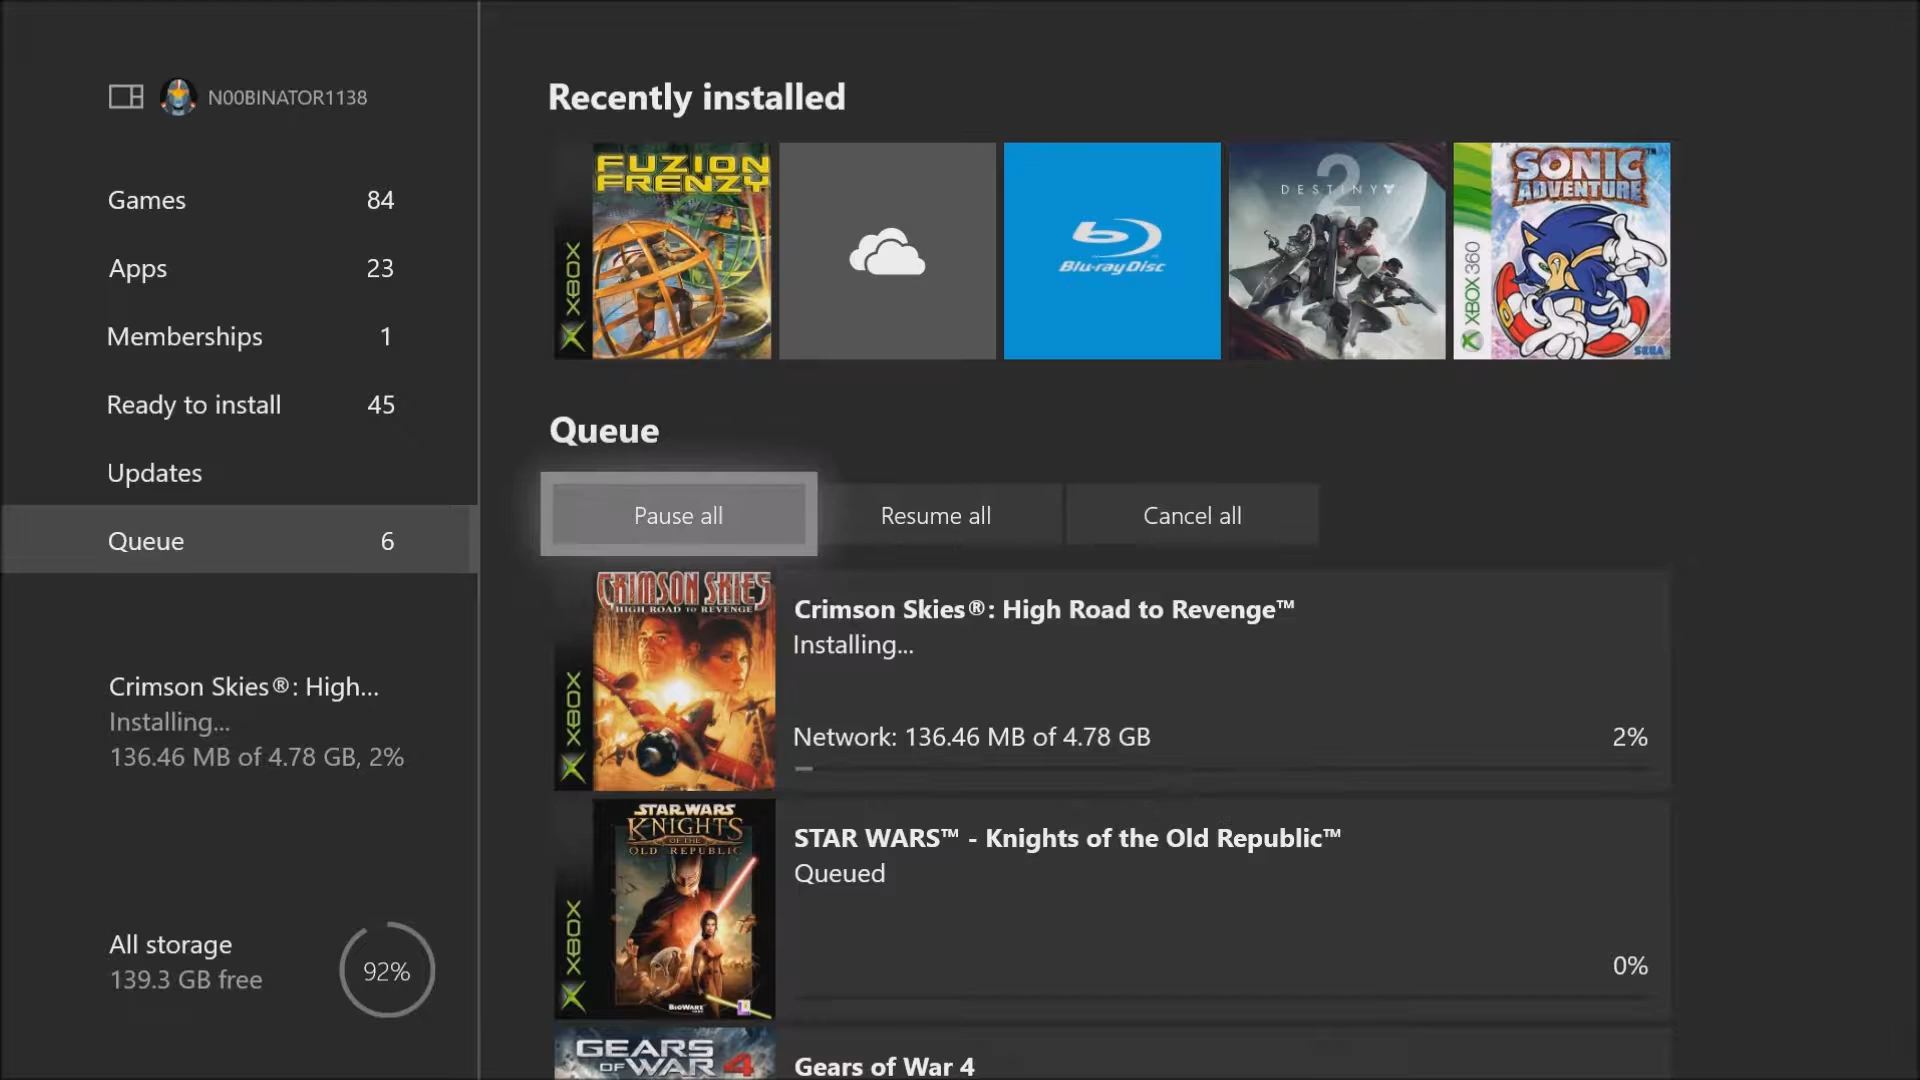 N00BINATOR1138
Games 84
Apps 23
Memberships 1
Ready to install 45
Updates
Queue 6
Crimson Skies®: High...
Installing...
136.46 MB of 4.78 GB, 2%
All storage
139.3 GB free
92%
Recently installed
FUZION
FRENZY
XBOX
Blu-ray Disc
DESTINY
2
SONIC
ADVENTURE™
XBOX 360
SEGA
Queue
Pause all
Resume all
Cancel all
CRIMSON SKIES
HIGH ROAD TO REVENGE™
XBOX
Crimson Skies®: High Road to Revenge™
Installing...
Network: 136.46 MB of 4.78 GB
2%
STAR WARS
KNIGHTS
OF THE
OLD REPUBLIC
BIOWARE
XBOX
STAR WARS™ - Knights of the Old Republic™
Queued
0%
GEARS
OF WAR 4
Gears of War 4